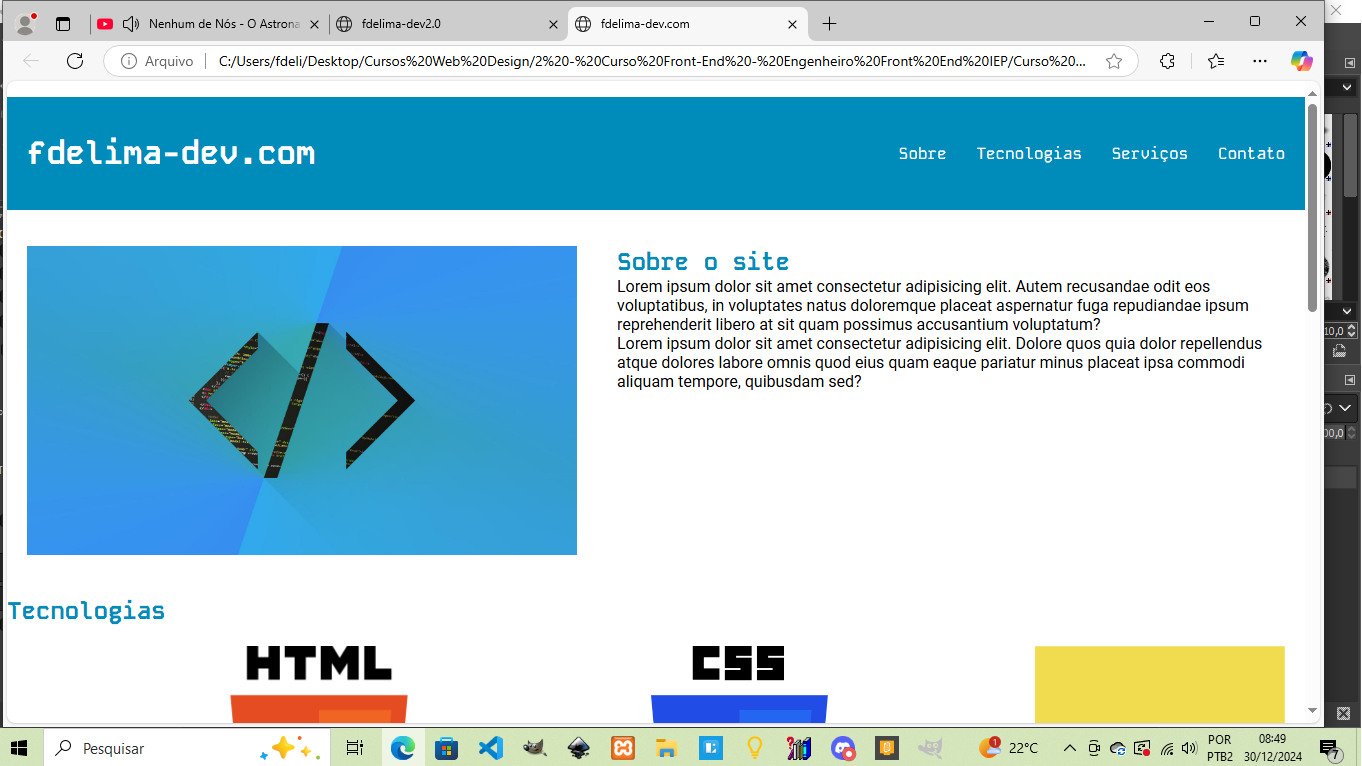 Nenhum de Nós - O Astrona
fdelima-dev2.0
fdelima-dev.com
Arquivo
C:/Users/fdeli/Desktop/Cursos%20Web%20Design/2%20-%20Curso%20Front-End%20-%20Engenheiro%20Front%20End%20IEP/Curso%20...
fdelima-dev.com
Sobre Tecnologias Serviços Contato
Sobre o site
Lorem ipsum dolor sit amet consectetur adipisicing elit. Autem recusandae odit eos
voluptatibus, in voluptates natus doloremque placeat aspernatur fuga repudiandae ipsum
reprehenderit libero at sit quam possimus accusantium voluptatum?
Lorem ipsum dolor sit amet consectetur adipisicing elit. Dolore quos quia dolor repellendus
atque dolores labore omnis quod eius quam eaque pariatur minus placeat ipsa commodi
aliquam tempore, quibusdam sed?
Tecnologias
HTML
CSS
10,0
00,0
Pesquisar
1
22°C
POR
PTB2
08:49
30/12/2024
7